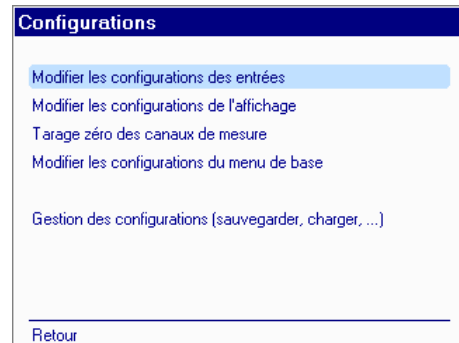 Configurations
Modifier les configurations des entrées
Modifier les configurations de l'affichage
Tarage zéro des canaux de mesure
Modifier les configurations du menu de base
Gestion des configurations (sauvegarder, charger, ...)
Retour